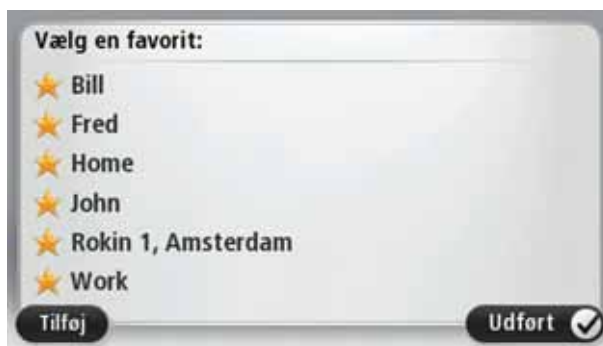 Vælg en favorit:
Bill
Fred
Home
John
Rokin 1, Amsterdam
Work
Tilføj
Udført